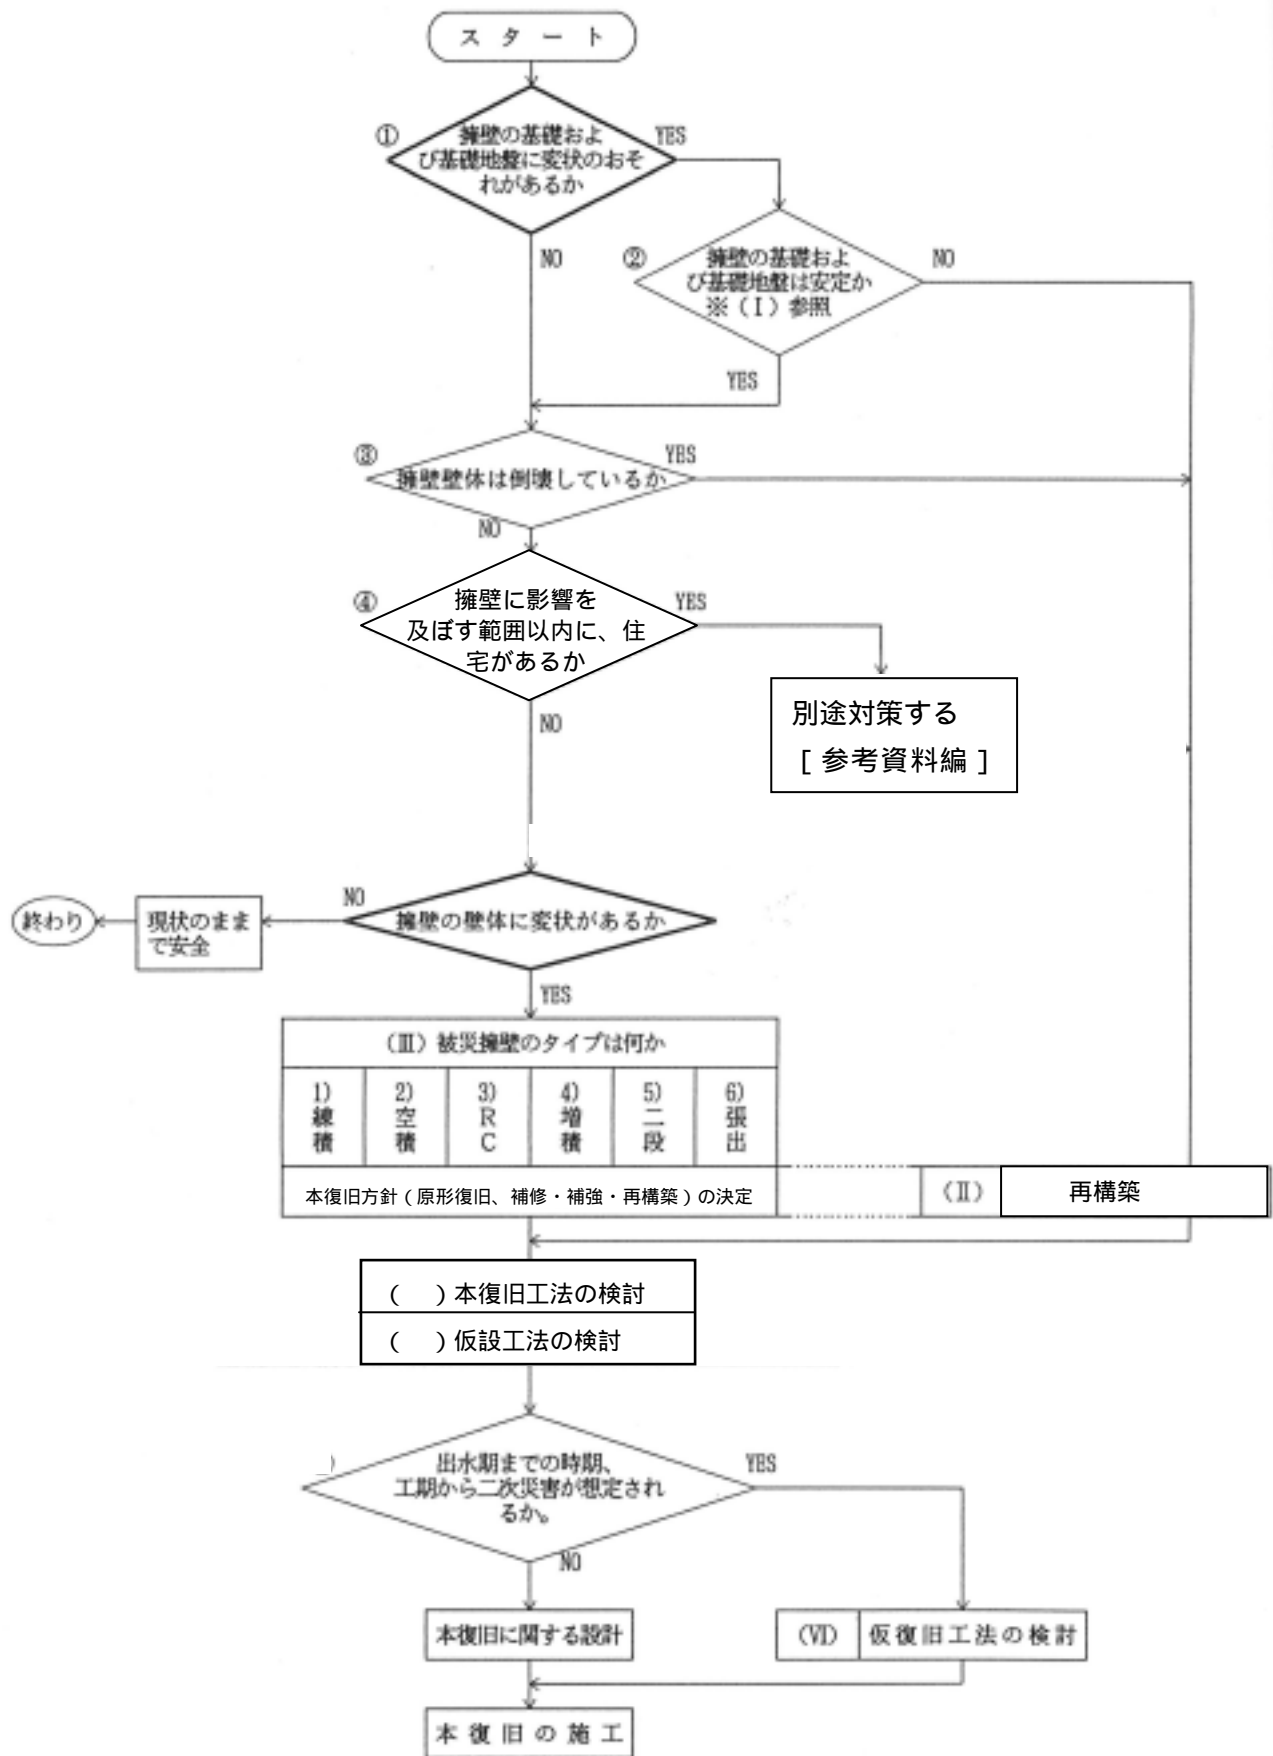 スタート
①
擁壁の基礎およ
び基礎地盤に変状のおそ
れがあるか
YES
NO
②
擁壁の基礎およ
び基礎地盤は安定か
※（Ⅰ）参照
NO
YES
③
擁壁壁体は倒壊しているか
YES
NO
④
擁壁に影響を
及ぼす範囲以内に、住
宅があるか
YES
NO
別途対策する
[ 参考資料編 ]
擁壁の壁体に変状があるか
NO
現状のまま
で安全
終わり
YES
（Ⅲ）被災擁壁のタイプは何か
1)
練
積
2)
空
積
3)
R
C
4)
増
積
5)
二
段
6)
張
出
本復旧方針 ( 原形復旧、補修・補強・再構築 ) の決定
（Ⅱ）
再構築
(　) 本復旧工法の検討
(　) 仮設工法の検討
出水期までの時期、
工期から二次災害が想定され
るか。
YES
NO
本復旧に関する設計
（Ⅵ）
仮復旧工法の検討
本復旧の施工